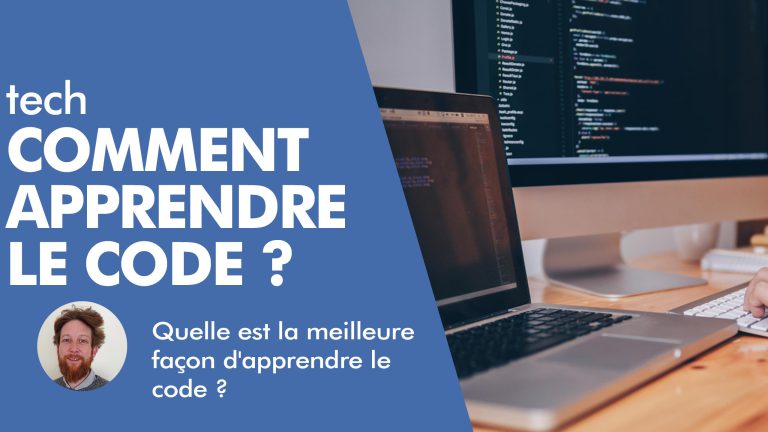 tech
COMMENT
APPRENDRE
LE CODE ?
Quelle est la meilleure
façon d'apprendre le
code ?